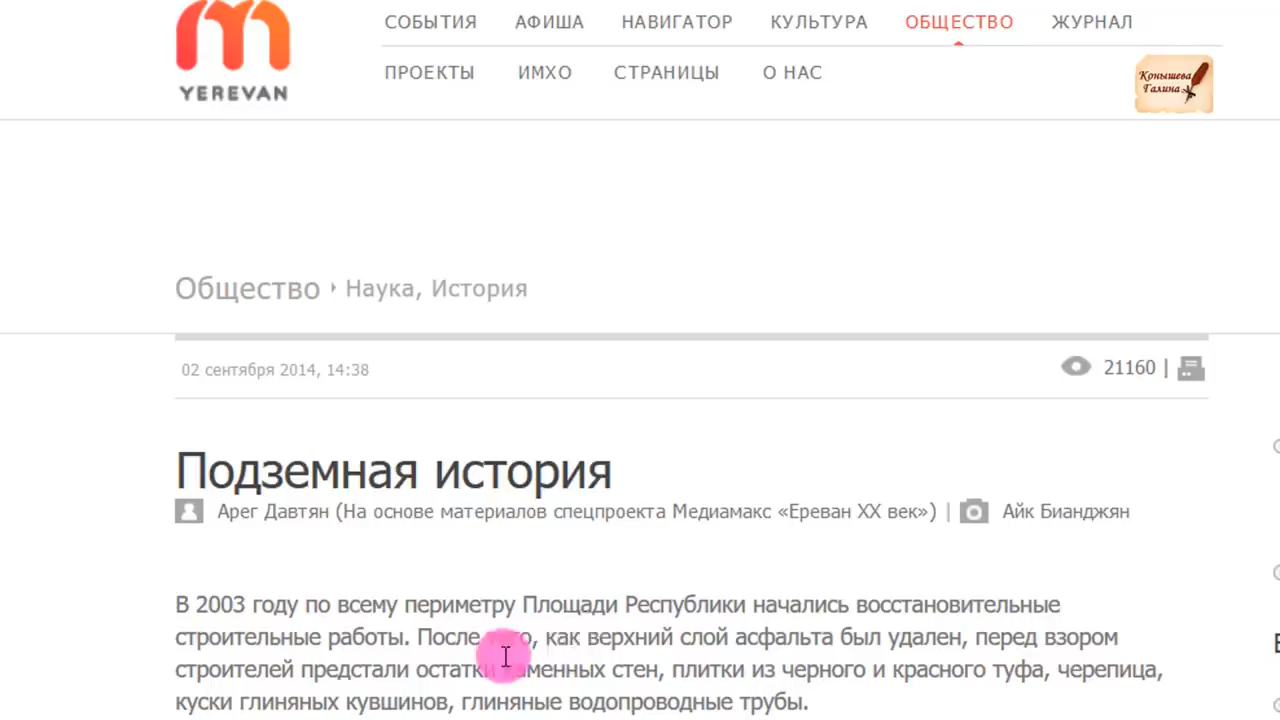 YEREVAN
СОБЫТИЯ АФИША НАВИГАТОР КУЛЬТУРА ОБЩЕСТВО ЖУРНАЛ
ПРОЕКТЫ ИМХО СТРАНИЦЫ О НАС
Конышева
Галина
Общество Наука, История
02 сентября 2014, 14:38
21160 |
Подземная история
Арег Давтян (На основе материалов спецпроекта Медиамакс «Ереван XX век») | Айк Бианджян
В 2003 году по всему периметру Площади Республики начались восстановительные
строительные работы. После того, как верхний слой асфальта был удален, перед взором
строителей предстали остатки каменных стен, плитки из черного и красного туфа, черепица,
куски глиняных кувшинов, глиняные водопроводные трубы.